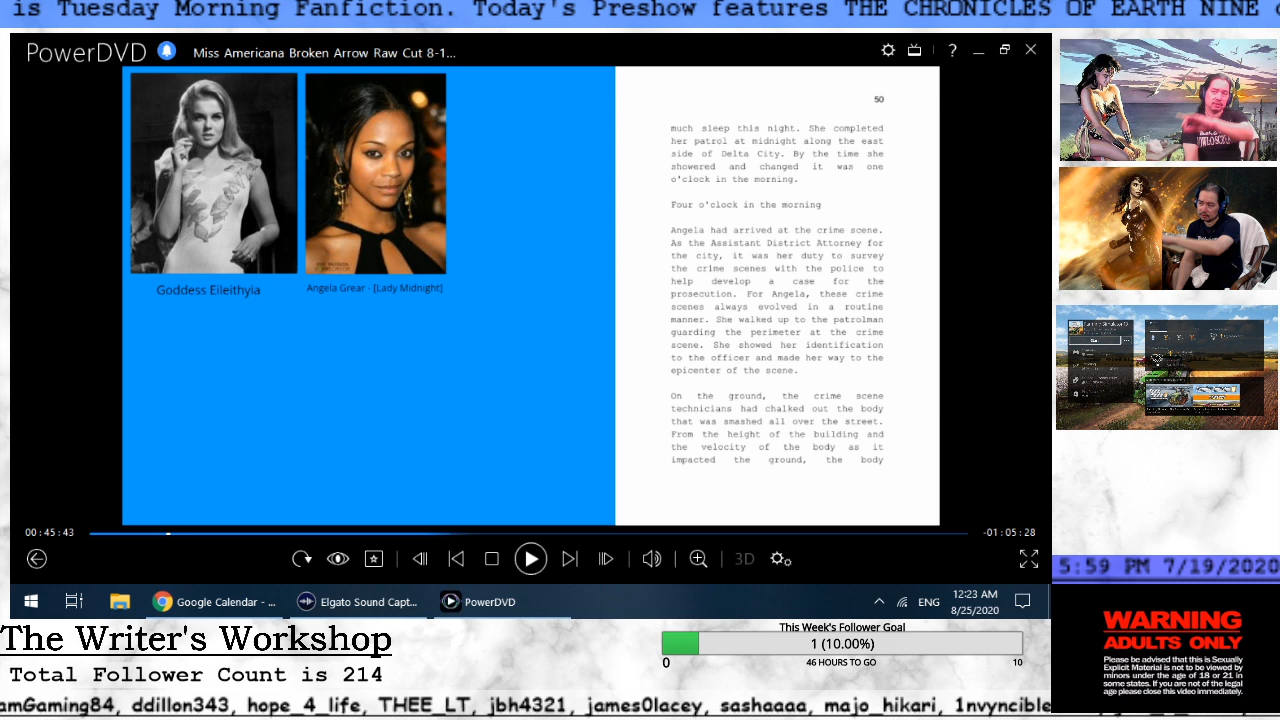 is Tuesday Morning Fanfiction. Today's Preshow features THE CHRONICLES OF EARTH NINE
PowerDVD
Miss Americana Broken Arrow Raw Cut 8-1...
50
much sleep this night. She completed
her patrol at midnight along the east
side of Delta City. By the time she
showered and changed it was one
o'clock in the morning.
Four o'clock in the morning
Angela had arrived at the crime scene.
As the Assistant District Attorney for
the city, it was her duty to survey
the crime scenes with the police to
help develop a case for the
prosecution. For Angela, these crime
scenes always evolved in a routine
manner. She walked up to the patrolman
guarding the perimeter at the crime
scene. She showed her identification
to the officer and made her way to the
epicenter of the scene.
On the ground, the crime scene
technicians had chalked out the body
that was smashed all over the street.
From the height of the building and
the velocity of the body as it
impacted the ground, the body
Goddess Eileithyia
Angela Grear - [Lady Midnight]
00:45:43
-01:05:28
3D
Google Calendar - ...
Elgato Sound Capt...
PowerDVD
ENG
12:23 AM
8/25/2020
5:59 PM 7/19/2020
The Writer's Workshop
Total Follower Count is 214
This Week's Follower Goal
1 (10.00%)
0
46 HOURS TO GO
10
WARNING
ADULTS ONLY
Please be advised that this is Sexually
Explicit Material is not to be viewed by
minors under the age of 18 or 21 in
some states. If you are not of the legal
age please close this video immediately.
amGaming84, ddillon343, hope_4_life, THEE_LT, jbh4321, james0lacey, sashaaaa, majo_hikari, 1nvyncible